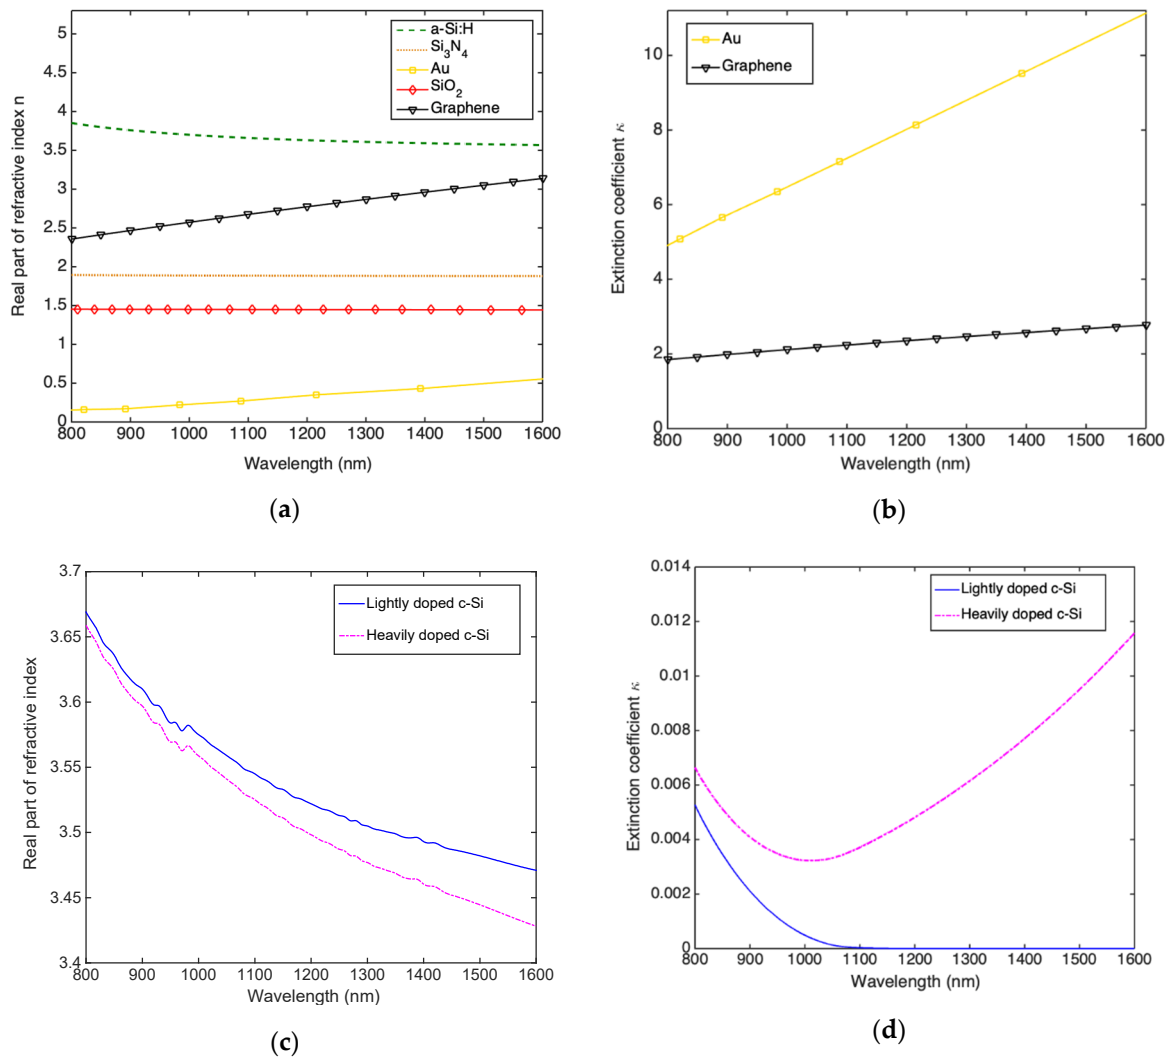 a-Si:H
Si3N4
Au
SiO2
Graphene
Real part of refractive index n
5
4.5
4
3.5
3
2.5
2
1.5
1
0.5
0
800 900 1000 1100 1200 1300 1400 1500 1600
Wavelength (nm)
(a)
Au
Graphene
Extinction coefficient κ
10
8
6
4
2
0
800 900 1000 1100 1200 1300 1400 1500 1600
Wavelength (nm)
(b)
Lightly doped c-Si
Heavily doped c-Si
Real part of refractive index
3.7
3.65
3.6
3.55
3.5
3.45
3.4
800 900 1000 1100 1200 1300 1400 1500 1600
Wavelength (nm)
(c)
Lightly doped c-Si
Heavily doped c-Si
Extinction coefficient κ
0.014
0.012
0.01
0.008
0.006
0.004
0.002
0
800 900 1000 1100 1200 1300 1400 1500 1600
Wavelength (nm)
(d)